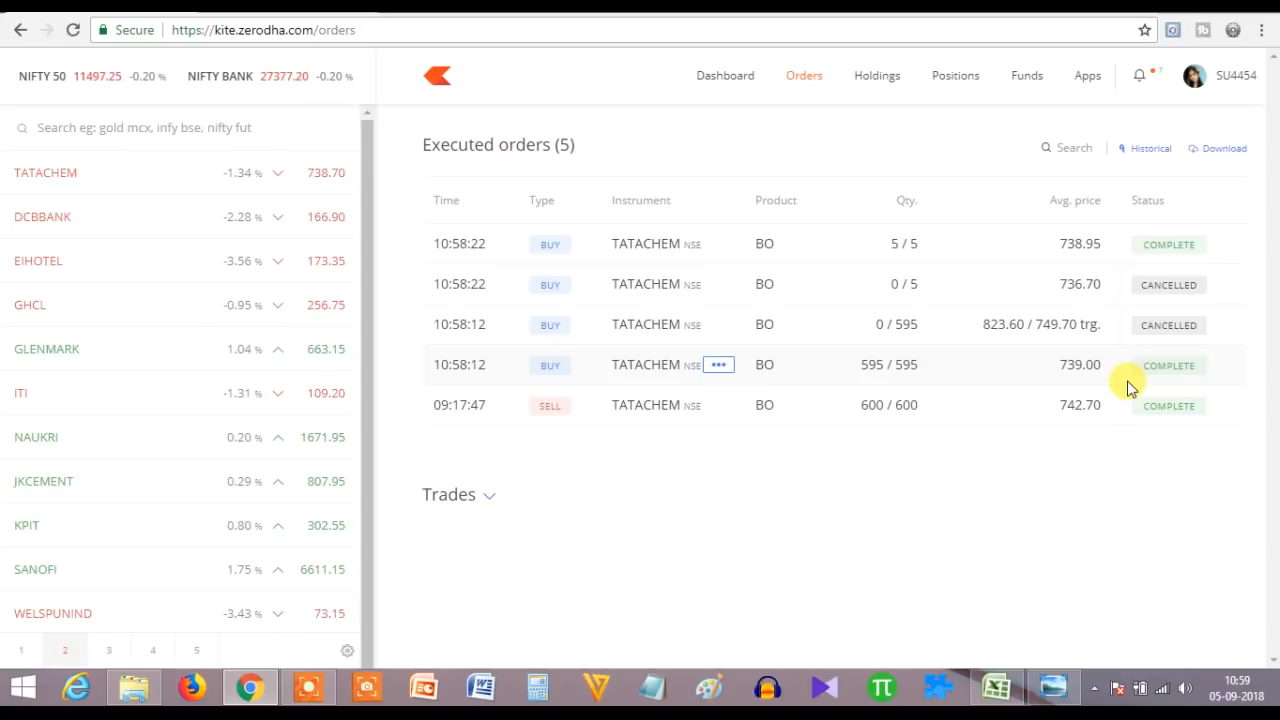 Secure https://kite.zerodha.com/orders
NIFTY 50 11497.25 -0.20 % NIFTY BANK 27377.20 -0.20 %
Dashboard Orders Holdings Positions Funds Apps 7 SU4454
Search eg: gold mcx, infy bse, nifty fut
TATACHEM -1.34 % 738.70
DCBBANK -2.28 % 166.90
EIHOTEL -3.56 % 173.35
GHCL -0.95 % 256.75
GLENMARK 1.04 % 663.15
ITI -1.31 % 109.20
NAUKRI 0.20 % 1671.95
JKCEMENT 0.29 % 807.95
KPIT 0.80 % 302.55
SANOFI 1.75 % 6611.15
WELSPUNIND -3.43 % 73.15
1 2 3 4 5
Executed orders (5)
Search Historical Download
Time Type Instrument Product Qty. Avg. price Status
10:58:22 BUY TATACHEM NSE BO 5 / 5 738.95 COMPLETE
10:58:22 BUY TATACHEM NSE BO 0 / 5 736.70 CANCELLED
10:58:12 BUY TATACHEM NSE BO 0 / 595 823.60 / 749.70 trg. CANCELLED
10:58:12 BUY TATACHEM NSE ••• BO 595 / 595 739.00 COMPLETE
09:17:47 SELL TATACHEM NSE BO 600 / 600 742.70 COMPLETE
Trades
10:59
05-09-2018